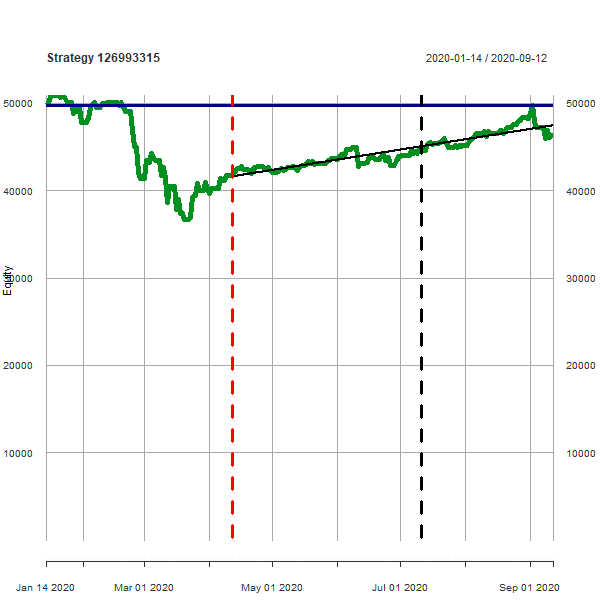 Strategy 126993315
2020-01-14 / 2020-09-12
50000
50000
40000
40000
Equity
30000
30000
20000
20000
10000
10000
Jan 14 2020
Mar 01 2020
May 01 2020
Jul 01 2020
Sep 01 2020